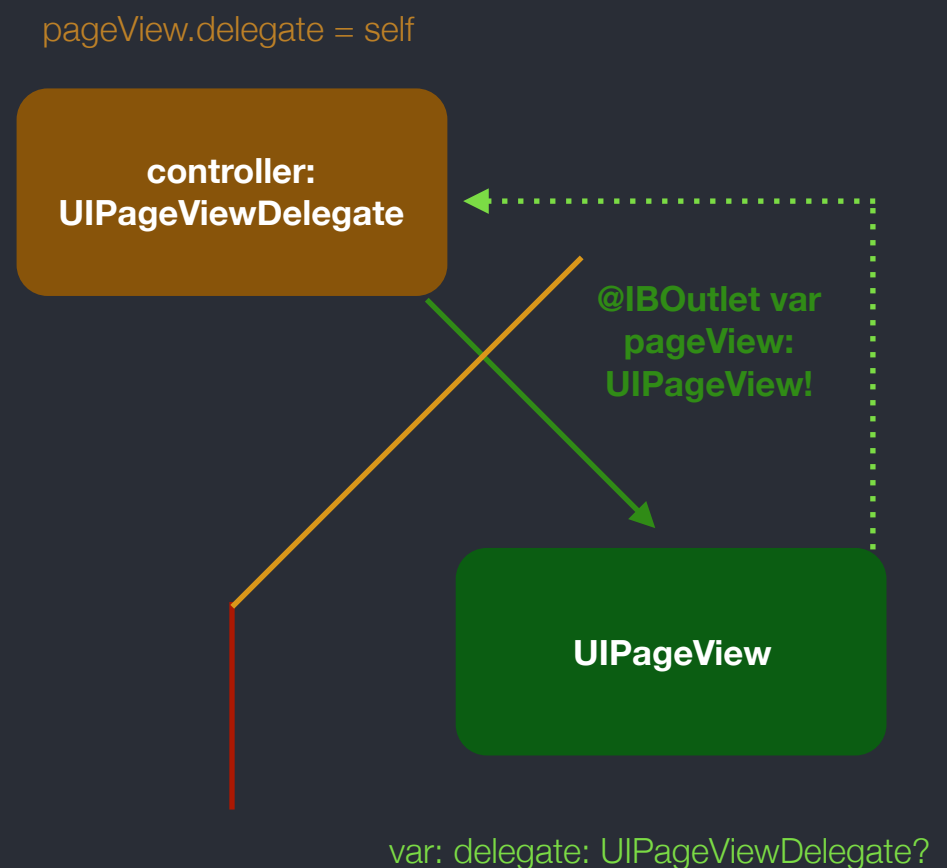 pageView.delegate = self
controller:
UIPageViewDelegate
@IBOutlet var
pageView:
UIPageView!
UIPageView
var: delegate: UIPageViewDelegate?